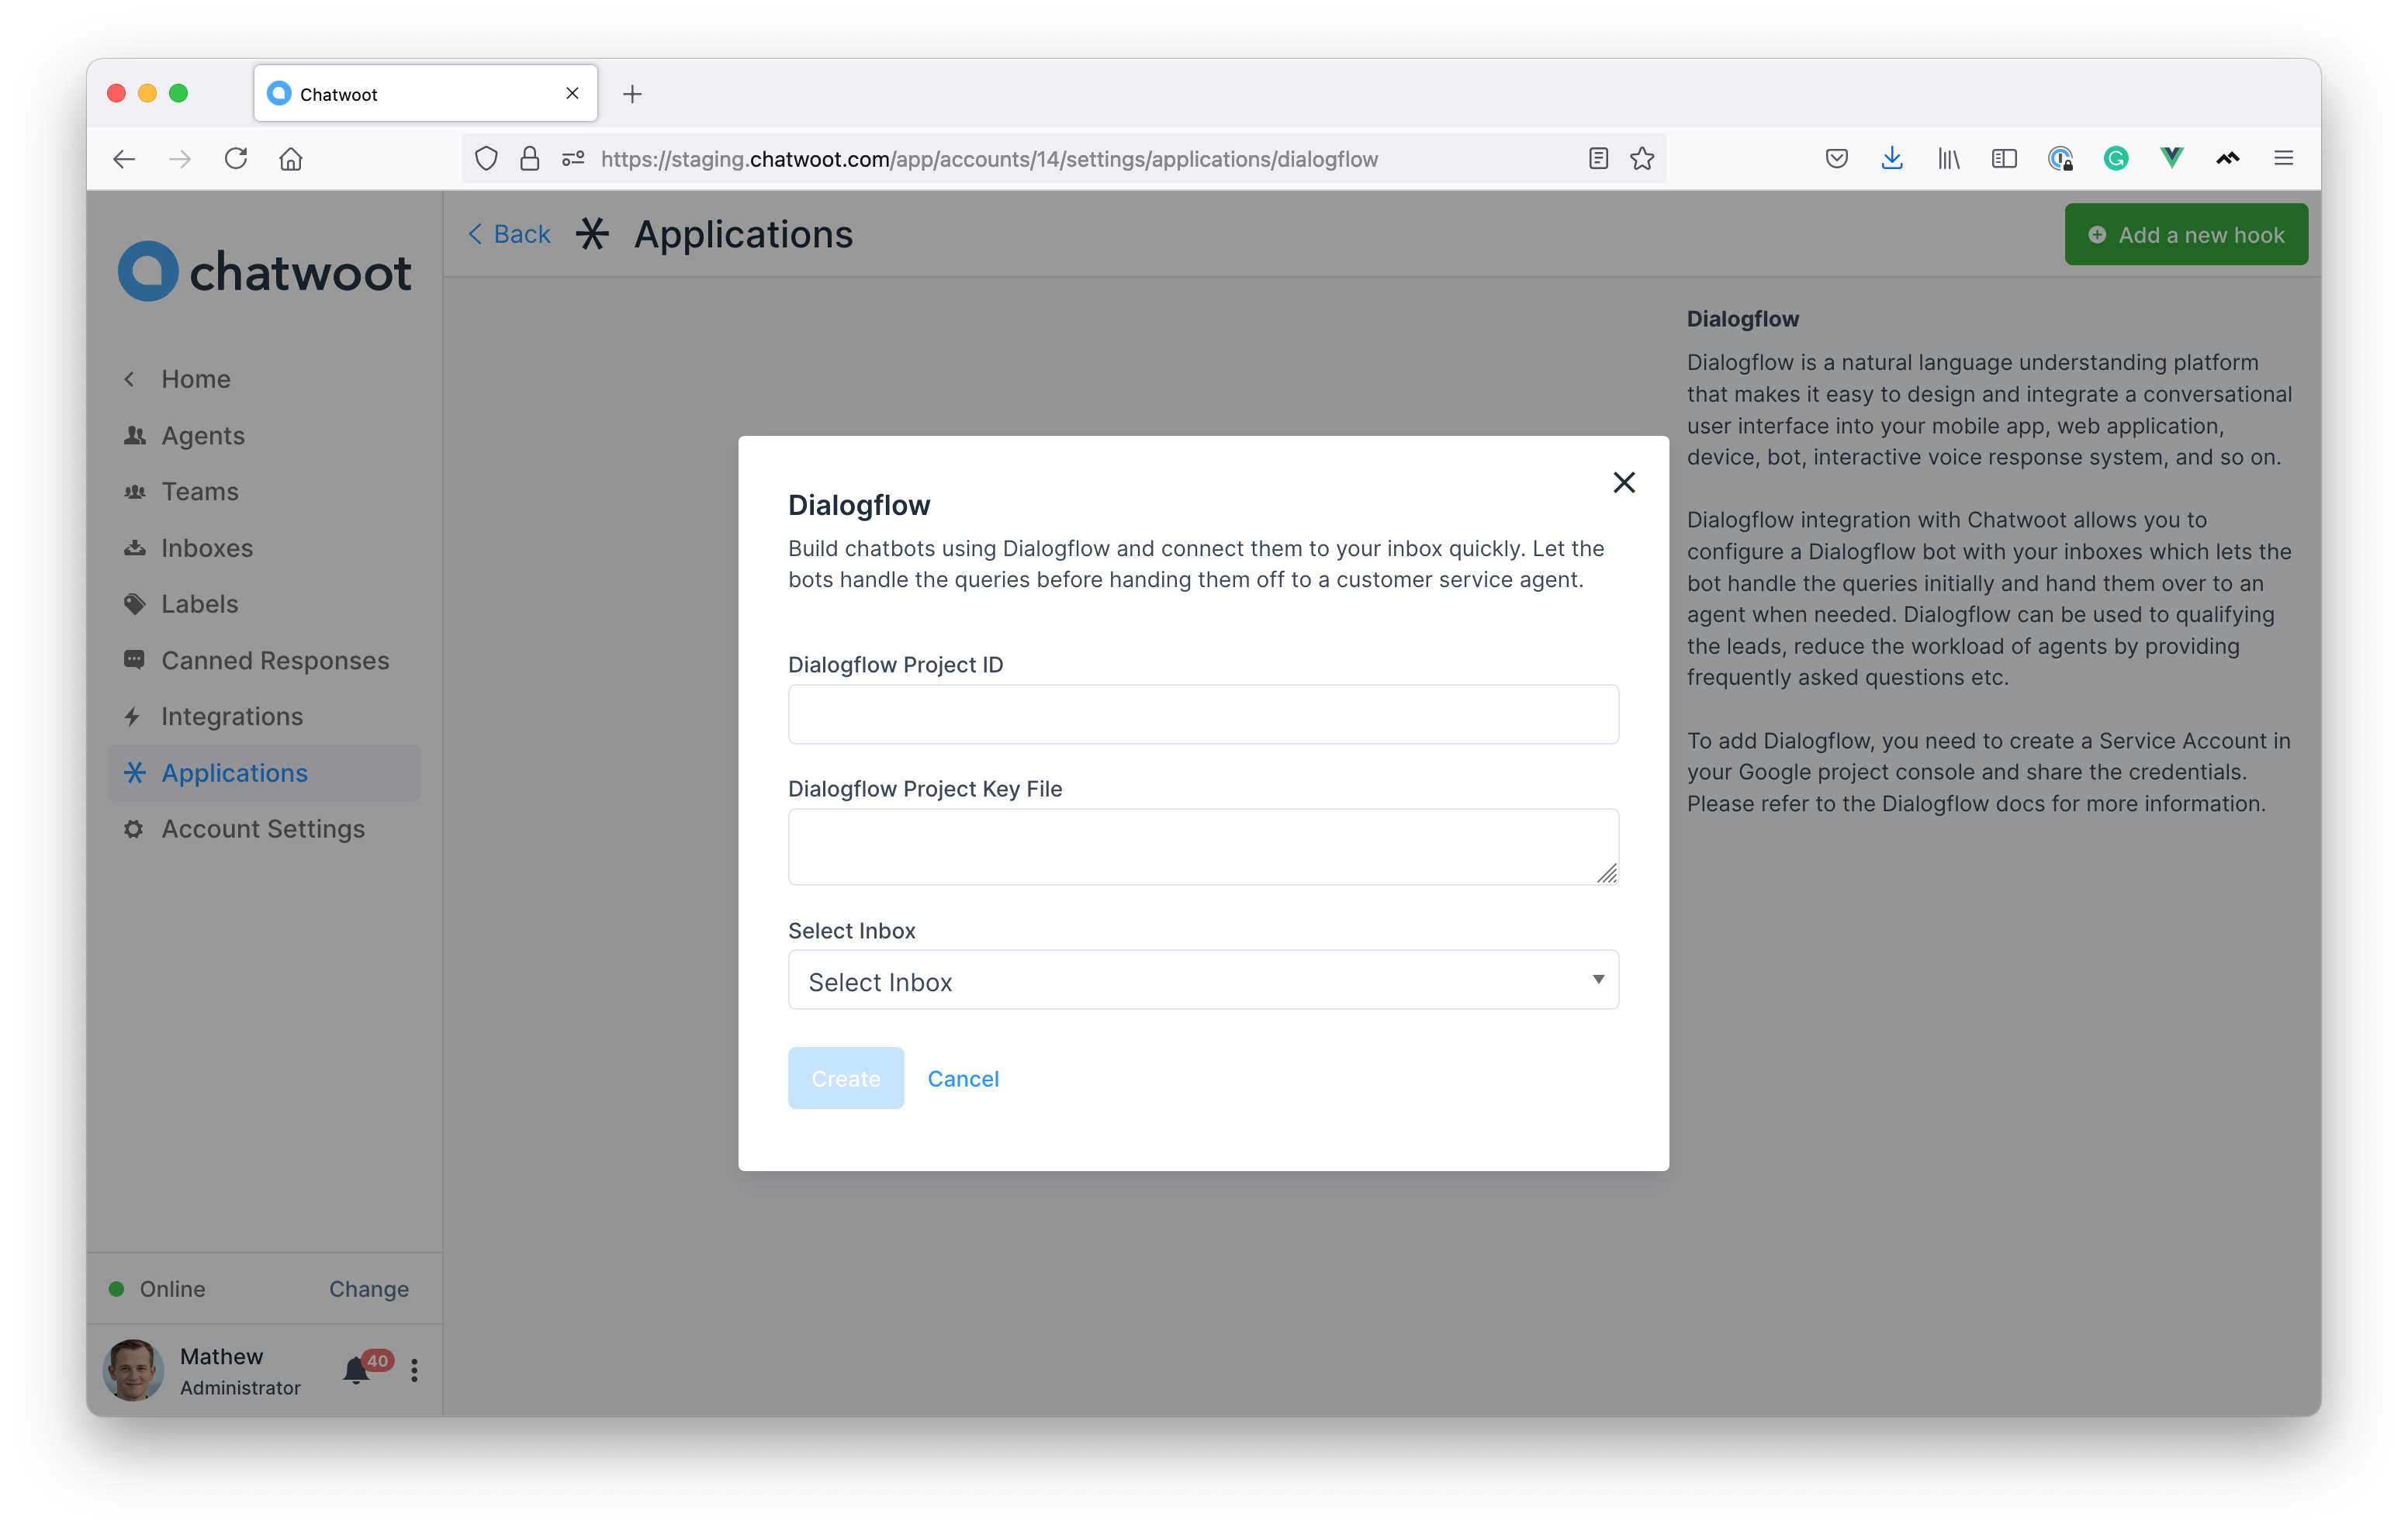 Chatwoot
https://staging.chatwoot.com/app/accounts/14/settings/applications/dialogflow
chatwoot
Back
Applications
Add a new hook
Home
Agents
Teams
Inboxes
Labels
Canned Responses
Integrations
Applications
Account Settings
Online
Change
Mathew
Administrator
40
Dialogflow
Build chatbots using Dialogflow and connect them to your inbox quickly. Let the
bots handle the queries before handing them off to a customer service agent.
Dialogflow Project ID
Dialogflow Project Key File
Select Inbox
Select Inbox
Create
Cancel
Dialogflow
Dialogflow is a natural language understanding platform
that makes it easy to design and integrate a conversational
user interface into your mobile app, web application,
device, bot, interactive voice response system, and so on.
Dialogflow integration with Chatwoot allows you to
configure a Dialogflow bot with your inboxes which lets the
bot handle the queries initially and hand them over to an
agent when needed. Dialogflow can be used to qualifying
the leads, reduce the workload of agents by providing
frequently asked questions etc.
To add Dialogflow, you need to create a Service Account in
your Google project console and share the credentials.
Please refer to the Dialogflow docs for more information.